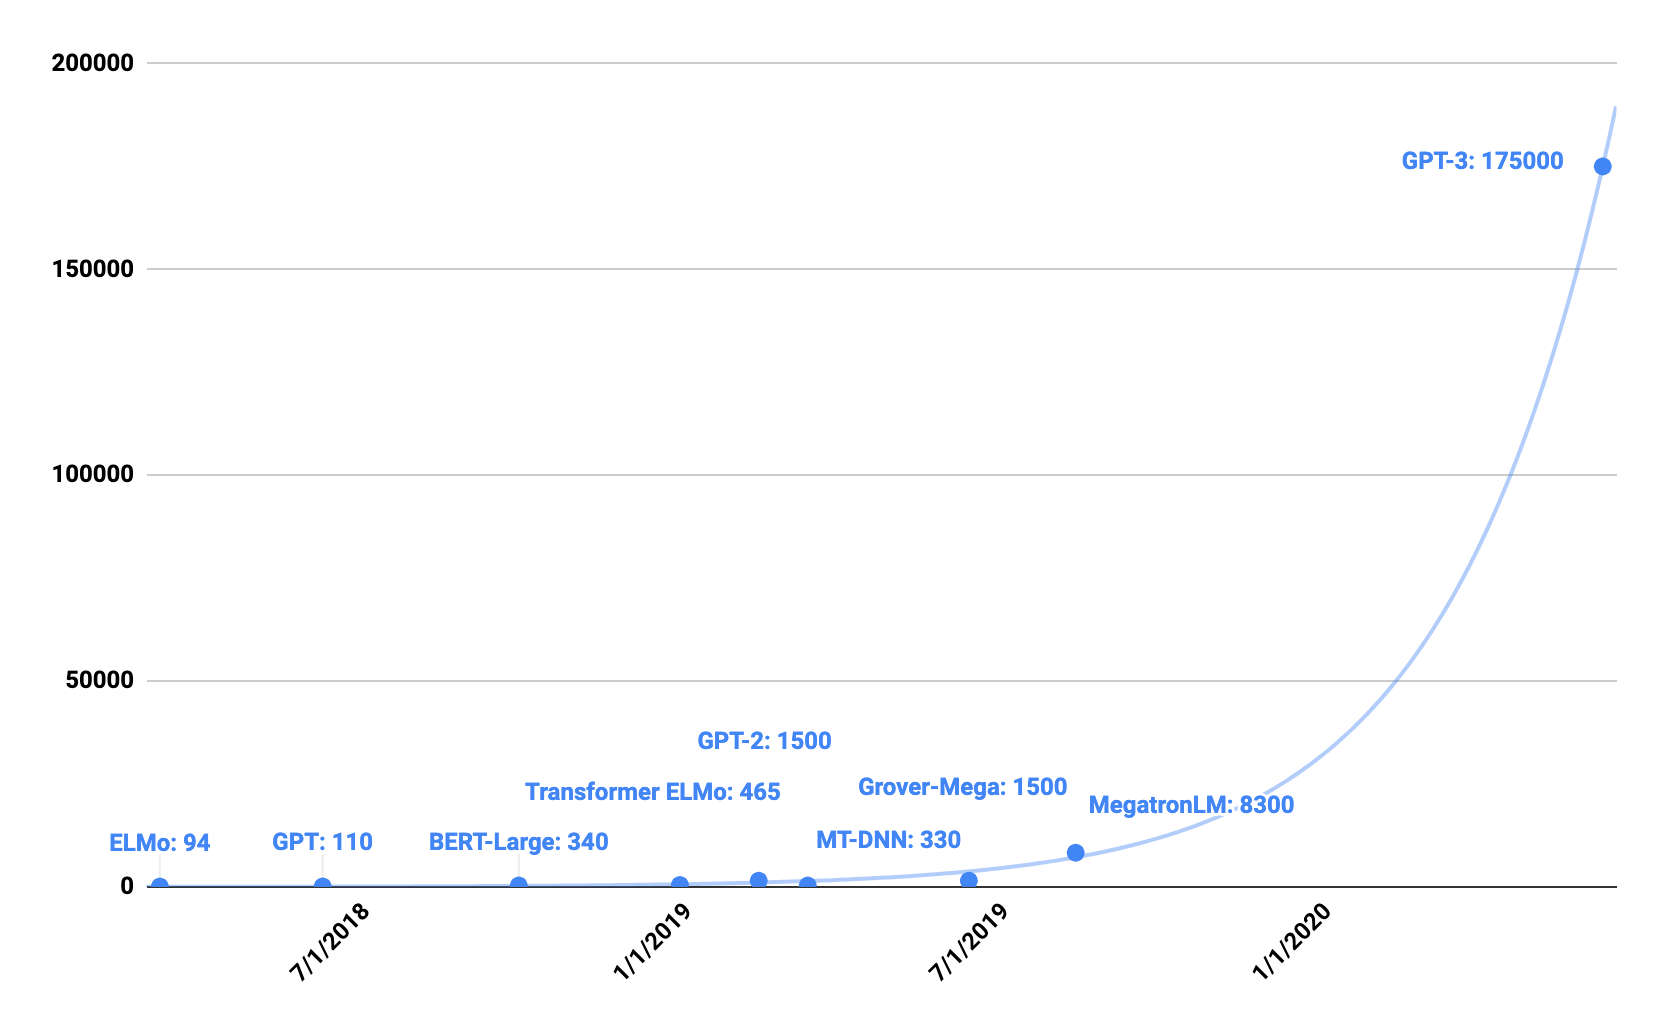 200000
GPT-3: 175000
150000
100000
50000
GPT-2: 1500
Transformer ELMo: 465
Grover-Mega: 1500
MegatronLM: 8300
ELMo: 94
GPT: 110
BERT-Large: 340
MT-DNN: 330
0
7/1/2018
1/1/2019
7/1/2019
1/1/2020